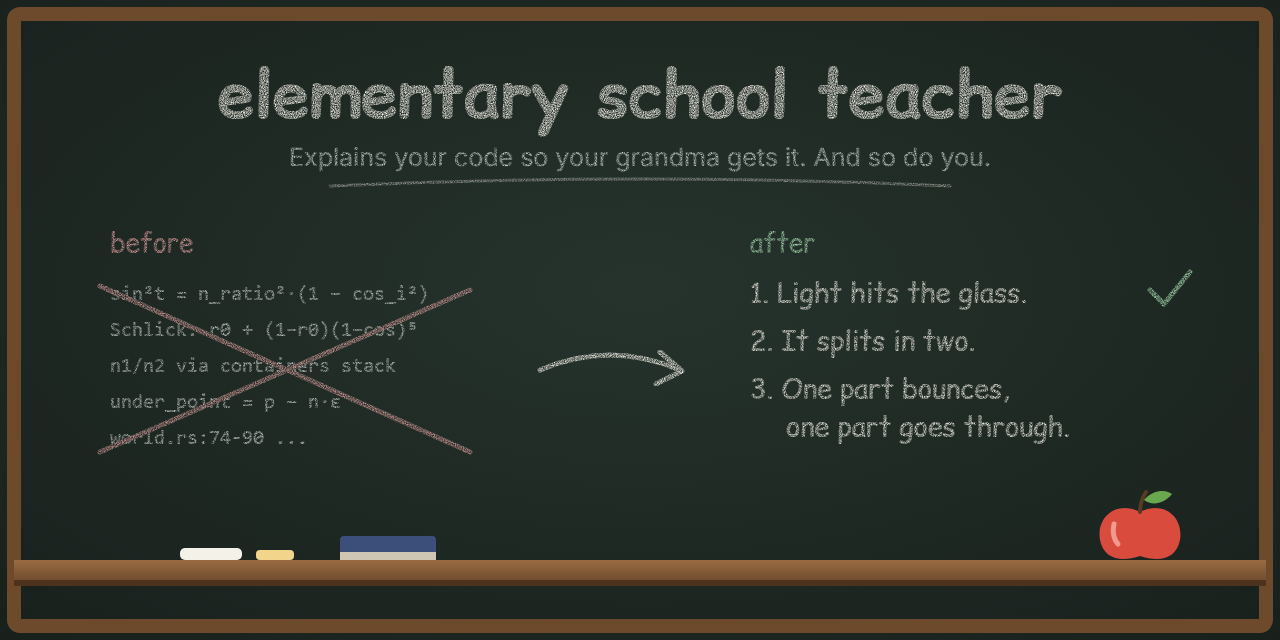 elementary school teacher
Explains your code so your grandma gets it. And so do you.
before
sin²t = n_ratio²·(1 − cos_i²)
Schlick: r0 + (1−r0)(1−cos)⁵
n1/n2 via containers stack
under_point = p − n·ε
world.rs:74-90 ...
after
1. Light hits the glass.
2. It splits in two.
3. One part bounces,
one part goes through.